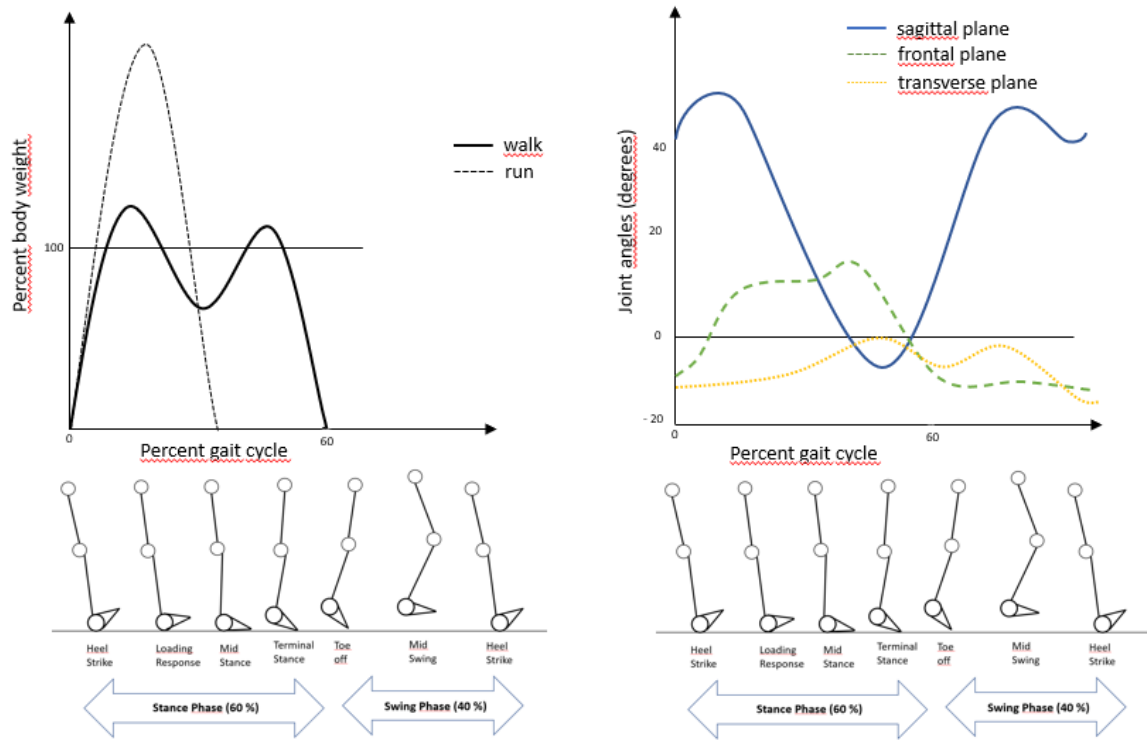 Percent body weight
walk
run
100
0
60
Percent gait cycle
Heel
Strike
Loading
Response
Mid
Stance
Terminal
Stance
Toe
off
Mid
Swing
Heel
Strike
Stance Phase (60 %)
Swing Phase (40 %)
sagittal plane
frontal plane
transverse plane
Joint angles (degrees)
40
20
0
- 20
0
60
Percent gait cycle
Heel
Strike
Loading
Response
Mid
Stance
Terminal
Stance
Toe
off
Mid
Swing
Heel
Strike
Stance Phase (60 %)
Swing Phase (40 %)